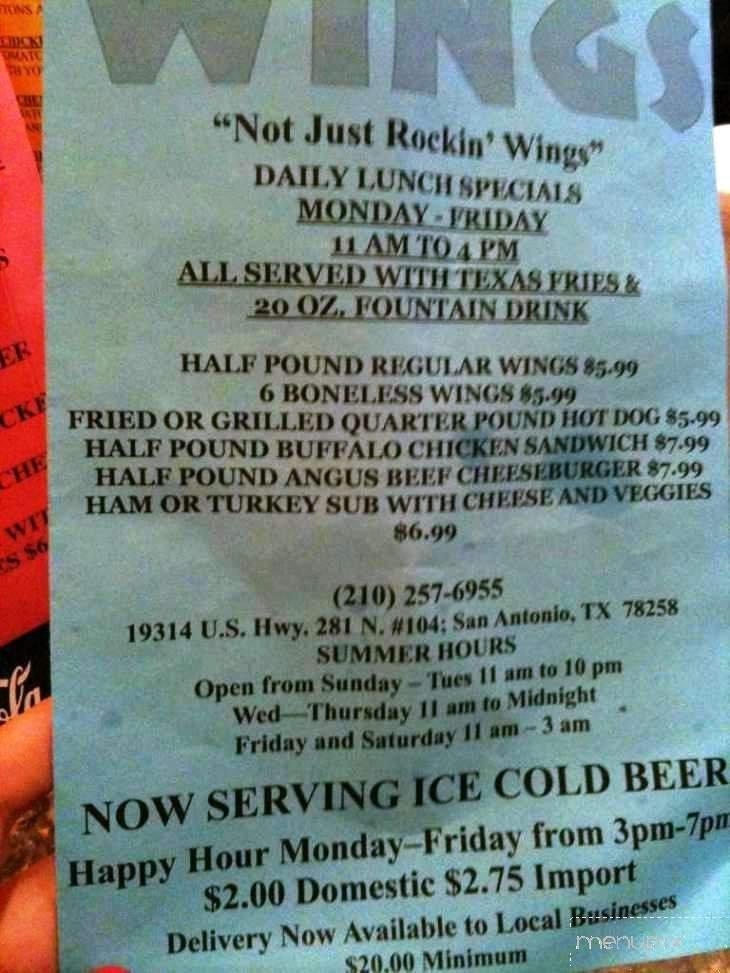 WINGS
“Not Just Rockin’ Wings”
DAILY LUNCH SPECIALS
MONDAY - FRIDAY
11 AM TO 4 PM
ALL SERVED WITH TEXAS FRIES &
20 OZ. FOUNTAIN DRINK
HALF POUND REGULAR WINGS $5.99
6 BONELESS WINGS $5.99
FRIED OR GRILLED QUARTER POUND HOT DOG $5.99
HALF POUND BUFFALO CHICKEN SANDWICH $7.99
HALF POUND ANGUS BEEF CHEESEBURGER $7.99
HAM OR TURKEY SUB WITH CHEESE AND VEGGIES
$6.99
(210) 257-6955
19314 U.S. Hwy. 281 N. #104; San Antonio, TX 78258
SUMMER HOURS
Open from Sunday – Tues 11 am to 10 pm
Wed—Thursday 11 am to Midnight
Friday and Saturday 11 am – 3 am
NOW SERVING ICE COLD BEER
Happy Hour Monday–Friday from 3pm-7pm
$2.00 Domestic $2.75 Import
Delivery Now Available to Local Businesses
$20.00 Minimum